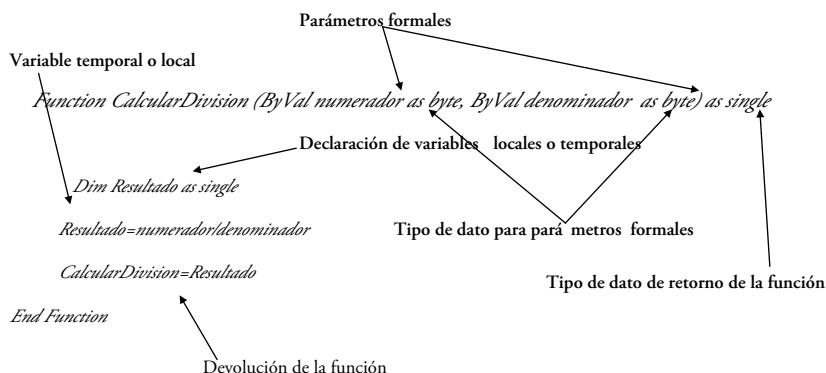 Parámetros formales
Variable temporal o local
Function CalcularDivision (ByVal numerador as byte, ByVal denominador as byte) as single
Declaración de variables locales o temporales
Dim Resultado as single
Resultado=numerador/denominador
Tipo de dato para pará metros formales
CalcularDivision=Resultado
Tipo de dato de retorno de la función
End Function
Devolución de la función